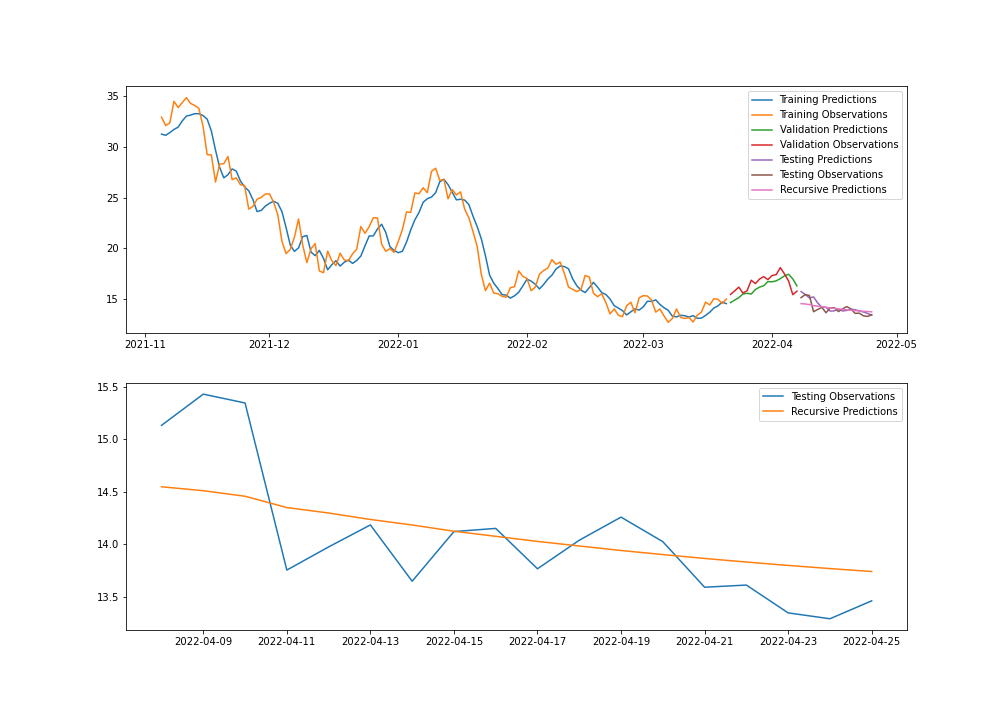 35
30
25
20
15
2021-11 2021-12 2022-01 2022-02 2022-03 2022-04 2022-05
Training Predictions
Training Observations
Validation Predictions
Validation Observations
Testing Predictions
Testing Observations
Recursive Predictions
15.5
15.0
14.5
14.0
13.5
2022-04-09 2022-04-11 2022-04-13 2022-04-15 2022-04-17 2022-04-19 2022-04-21 2022-04-23 2022-04-25
Testing Observations
Recursive Predictions